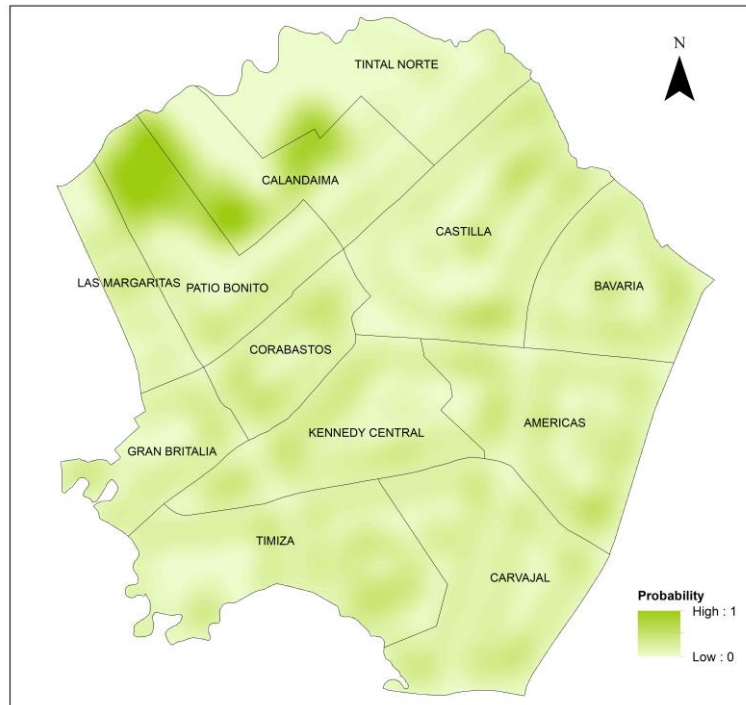 N
TINTAL NORTE
CALANDAIMA
CASTILLA
LAS MARGARITAS
PATIO BONITO
BAVARIA
CORABASTOS
AMERICAS
KENNEDY CENTRAL
GRAN BRITALIA
TIMIZA
CARVAJAL
Probability
High : 1
Low : 0